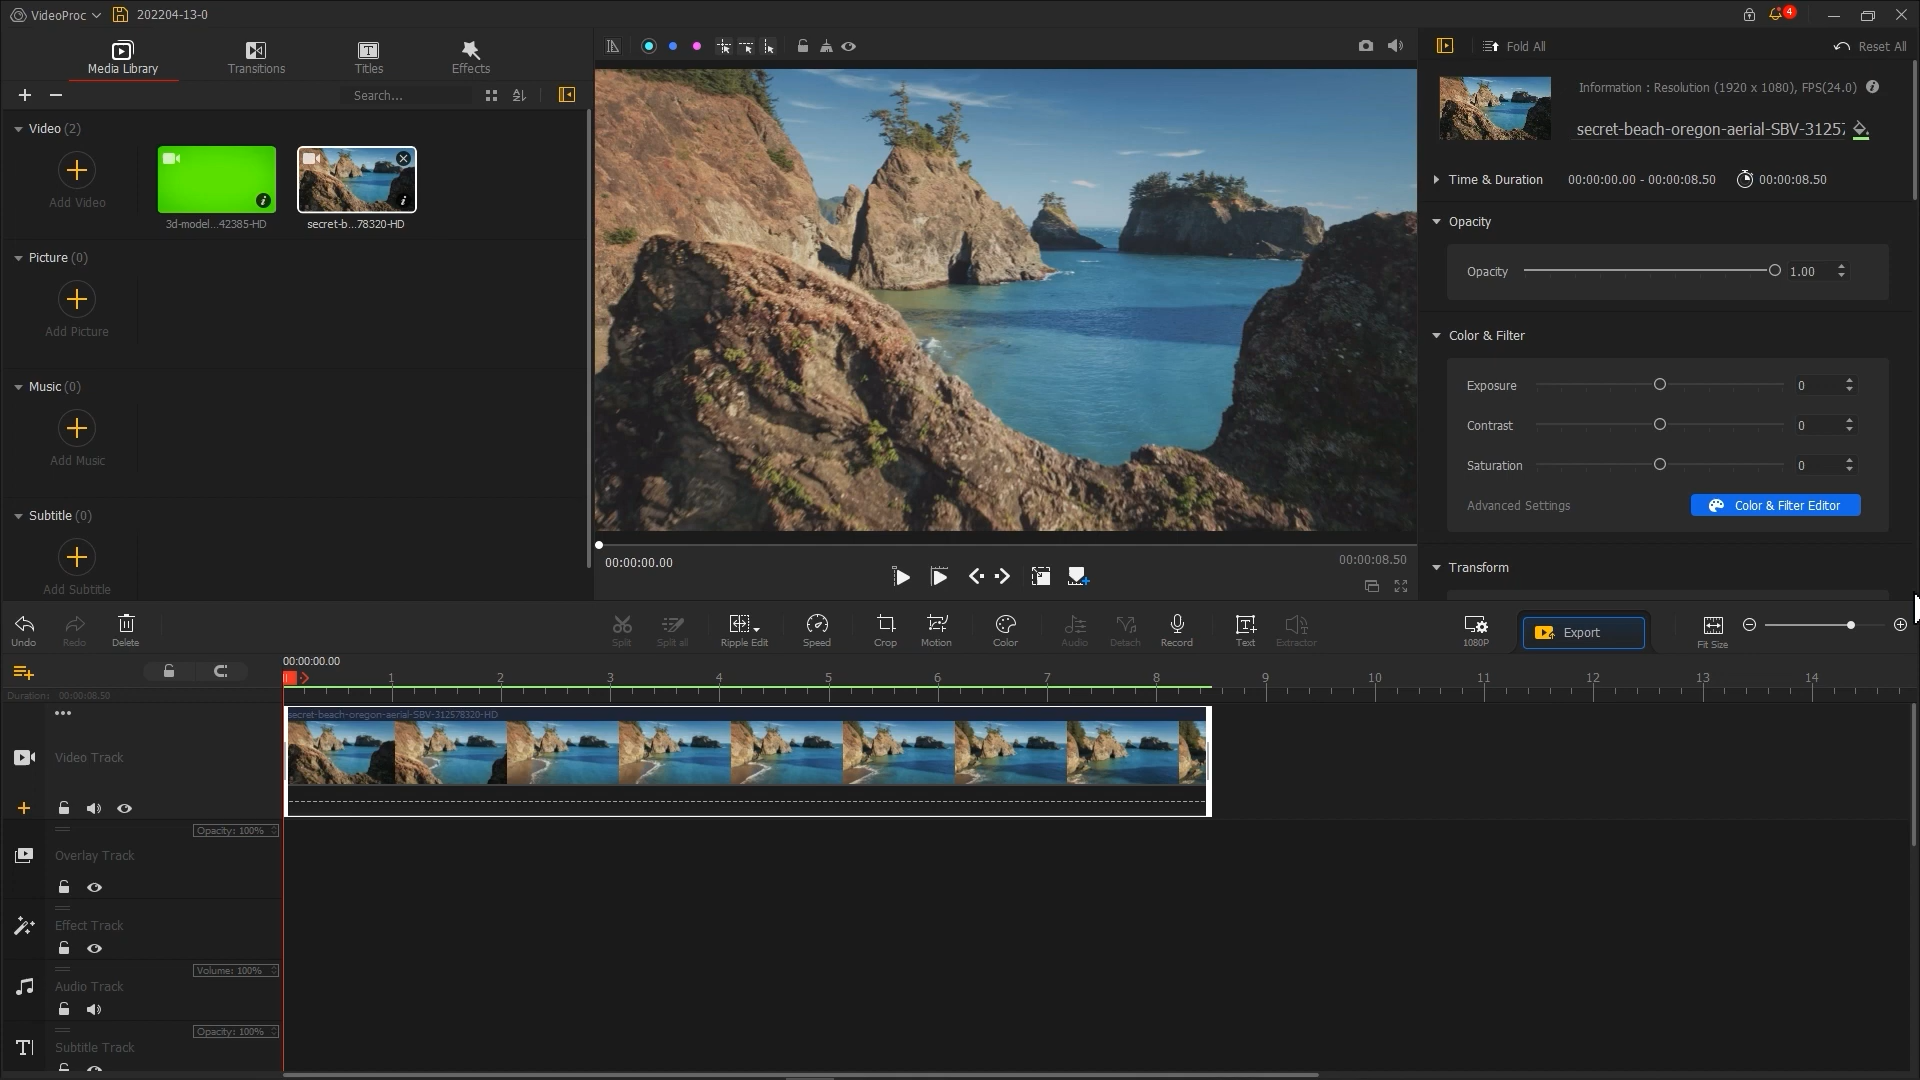 VideoProc
202204-13-0
4
Media Library
Transitions
Titles
Effects
Search...
Video (2)
Add Video
3d-model...42385-HD
secret-b...78320-HD
Picture (0)
Add Picture
Music (0)
Add Music
Subtitle (0)
Add Subtitle
00:00:00.00
00:00:08.50
Fold All
Reset All
Information : Resolution (1920 x 1080), FPS(24.0)
secret-beach-oregon-aerial-SBV-31257
Time & Duration
00:00:00.00 - 00:00:08.50
00:00:08.50
Opacity
Opacity
1.00
Color & Filter
Exposure
0
Contrast
0
Saturation
0
Advanced Settings
Color & Filter Editor
Transform
Undo
Redo
Delete
Split
Split all
Ripple Edit
Speed
Crop
Motion
Color
Audio
Detach
Record
Text
Extractor
1080P
Export
Fit Size
00:00:00.00
1 2 3 4 5 6 7 8 9 10 11 12 13 14
Duration: 00:00:08.50
secret-beach-oregon-aerial-SBV-312578320-HD
Video Track
Opacity: 100%
Overlay Track
Effect Track
Volume: 100%
Audio Track
Opacity: 100%
Subtitle Track